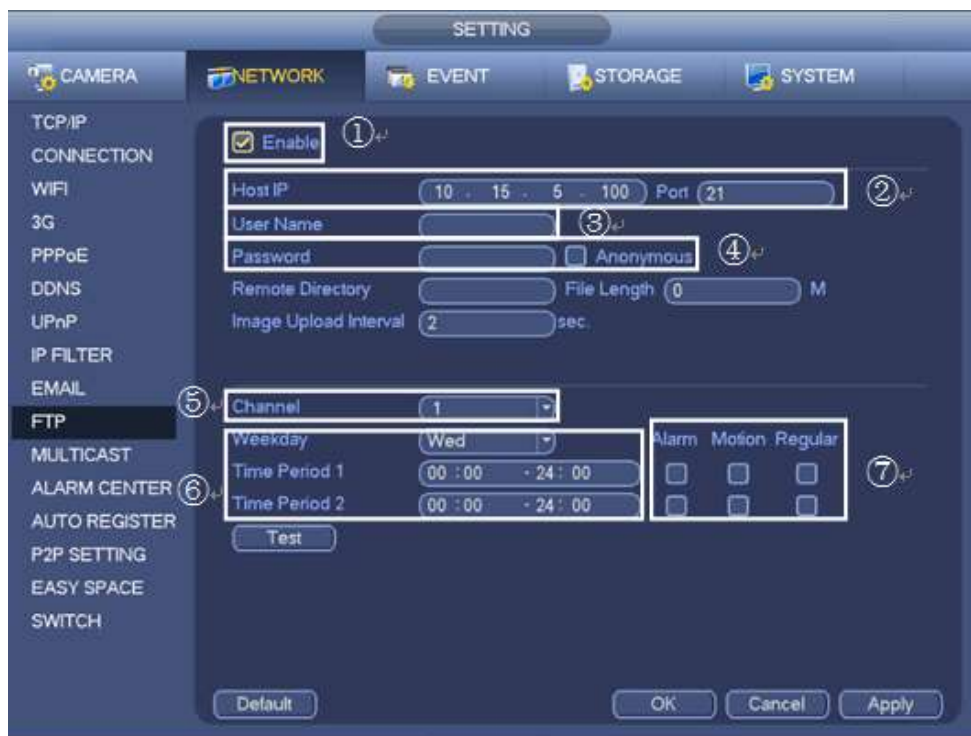 SETTING
CAMERA NETWORK EVENT STORAGE SYSTEM
TCP/IP
CONNECTION
WIFI
3G
PPPoE
DDNS
UPnP
IP FILTER
EMAIL
FTP
MULTICAST
ALARM CENTER
AUTO REGISTER
P2P SETTING
EASY SPACE
SWITCH
Enable ①
Host IP 10 . 15 . 5 . 100 Port 21 ②
User Name ③
Password Anonymous ④
Remote Directory File Length 0 M
Image Upload Interval 2 sec.
⑤ Channel 1
Weekday Wed Alarm Motion Regular
Time Period 1 00 : 00 - 24 : 00 ⑦
⑥ Time Period 2 00 : 00 - 24 : 00
Test
Default OK Cancel Apply